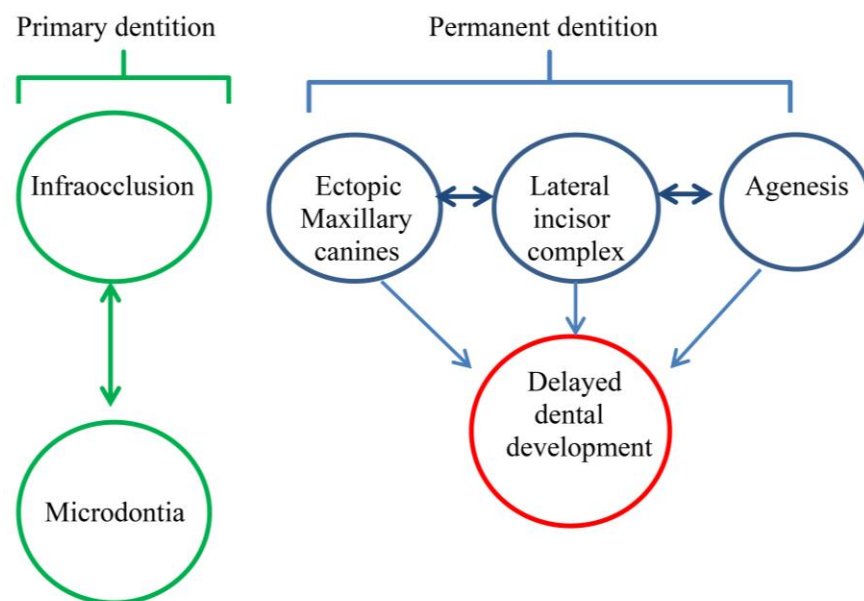 Primary dentition
Permanent dentition
Infraocclusion
Ectopic
Maxillary
canines
Lateral
incisor
complex
Agenesis
Delayed
dental
development
Microdontia